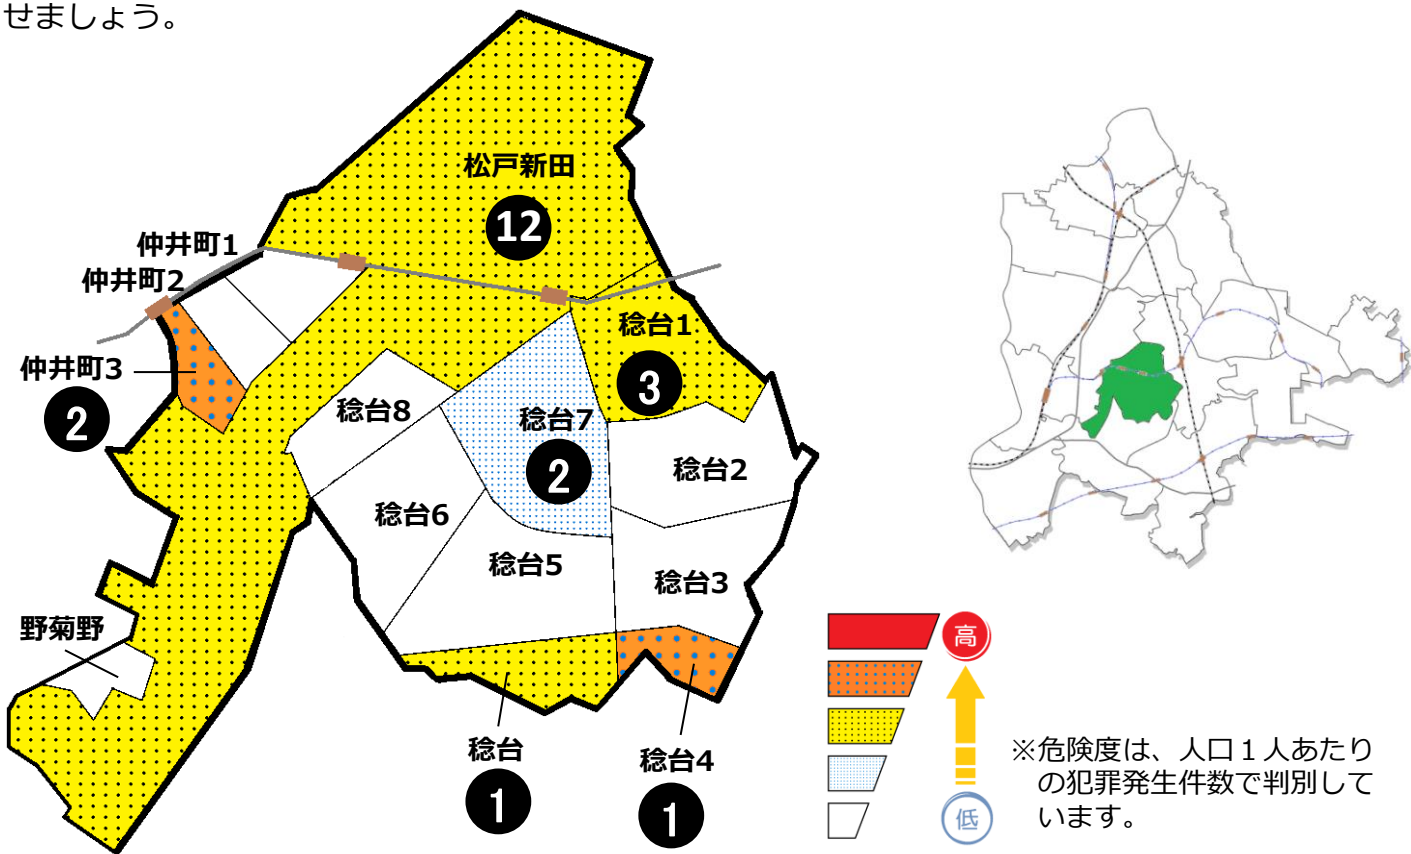 せましょう。
松戸新田
12
仲井町1
仲井町2
稔台1
3
仲井町3
2
稔台8
稔台7
2
稔台2
稔台6
稔台5
稔台3
野菊野
高
稔台
1
稔台4
1
※危険度は、人口1人あたり
の犯罪発生件数で判別して
います。
低